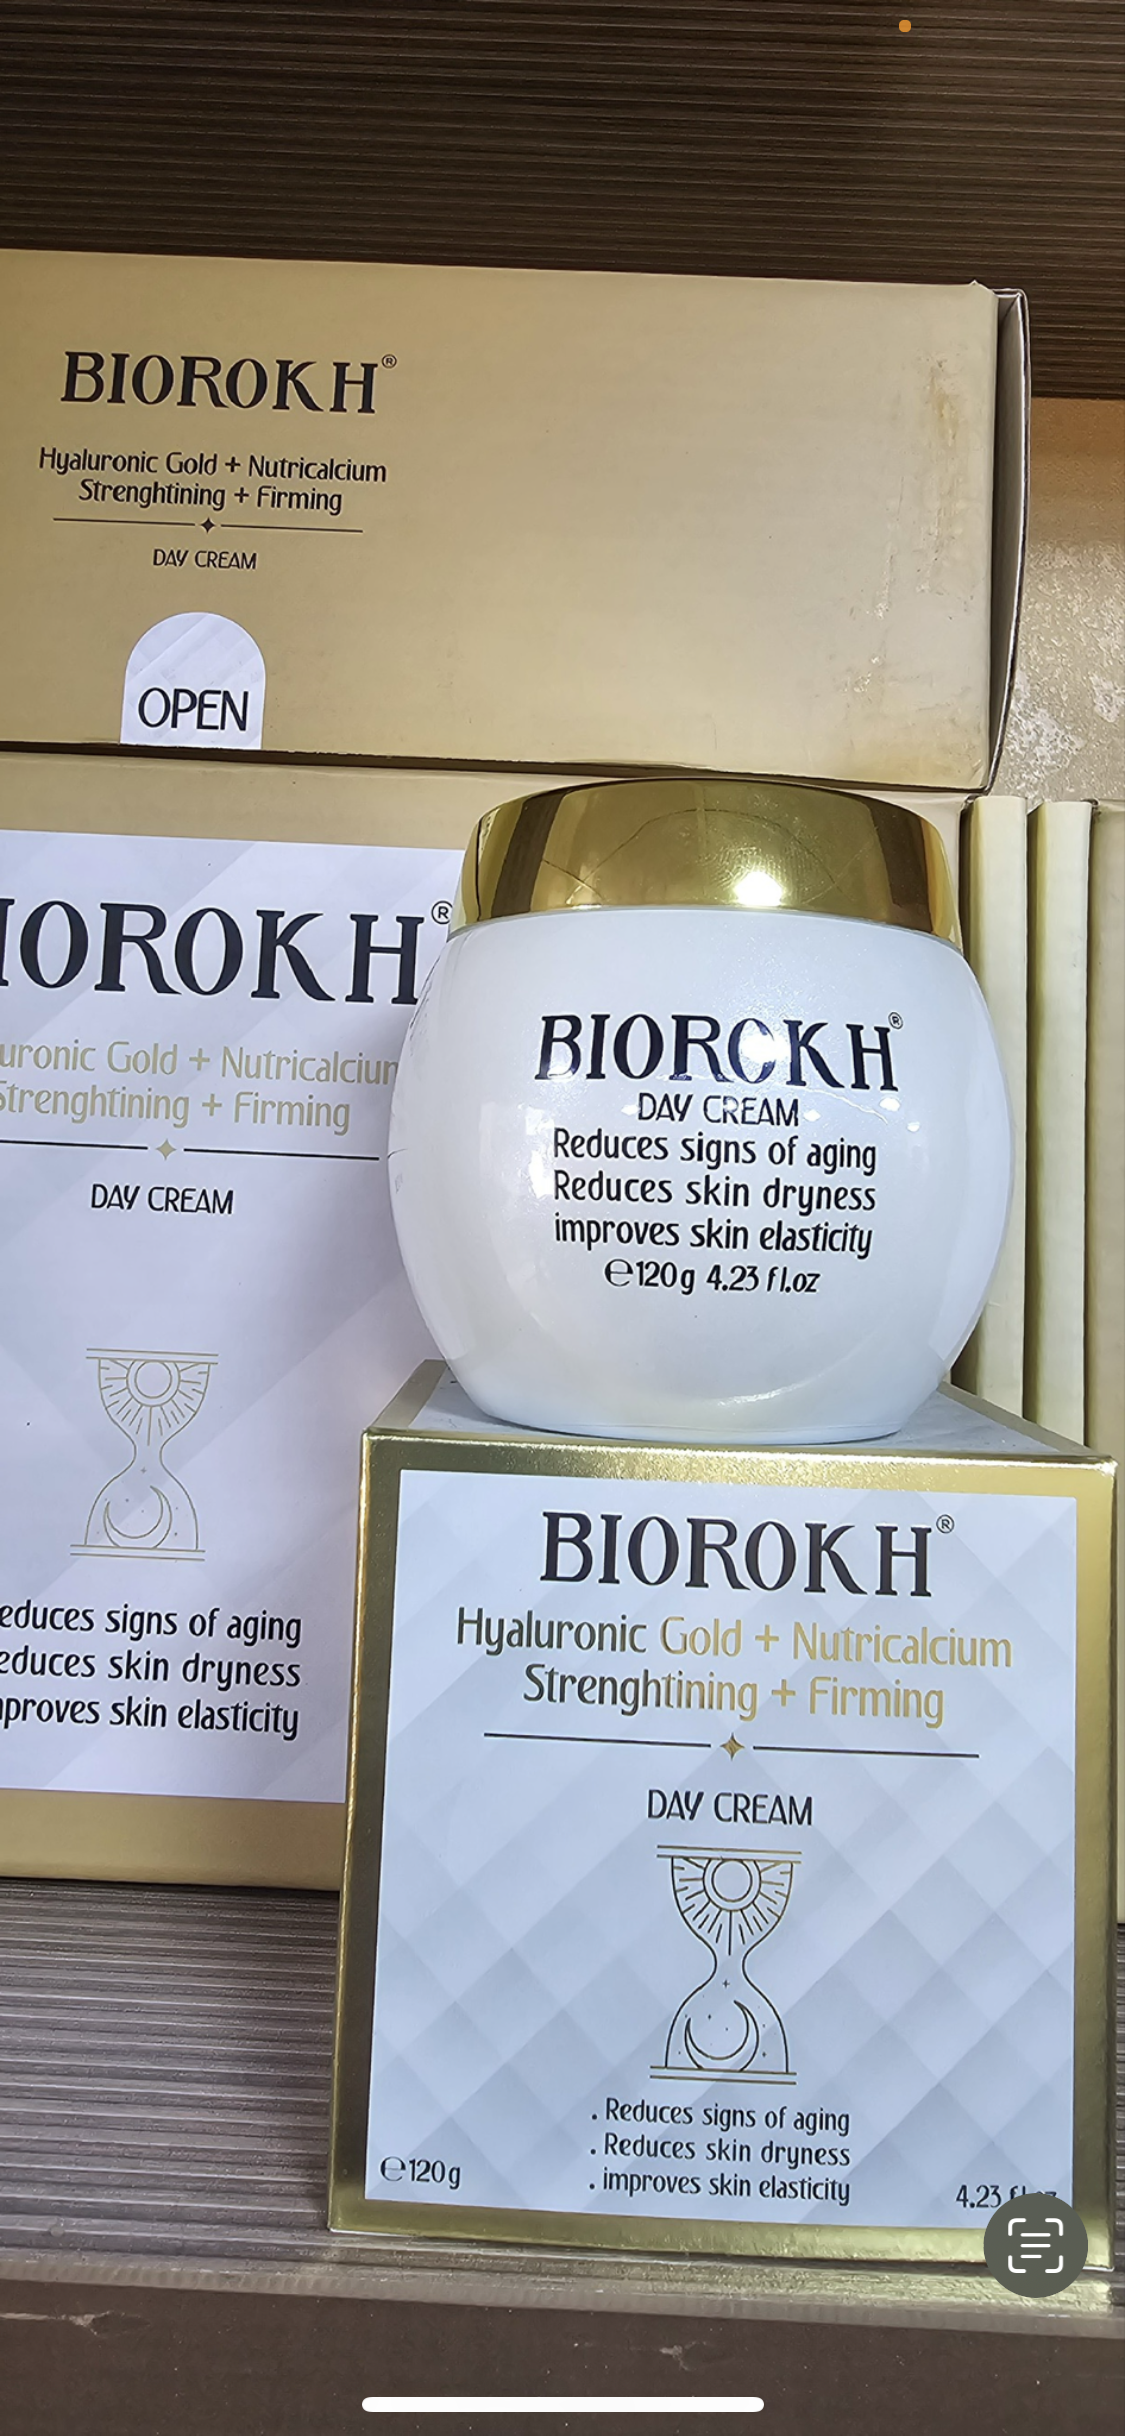 BIOROKH®
Hyaluronic Gold + Nutricalcium
Strenghtining + Firming
DAY CREAM
OPEN
IOROKH®
uronic Gold + Nutricalcium
Strenghtining + Firming
DAY CREAM
educes signs of aging
educes skin dryness
proves skin elasticity
BIOROKH®
DAY CREAM
Reduces signs of aging
Reduces skin dryness
improves skin elasticity
℮120g 4.23 fl.oz
BIOROKH®
Hyaluronic Gold + Nutricalcium
Strenghtining + Firming
DAY CREAM
. Reduces signs of aging
. Reduces skin dryness
. improves skin elasticity
℮120g
4.23